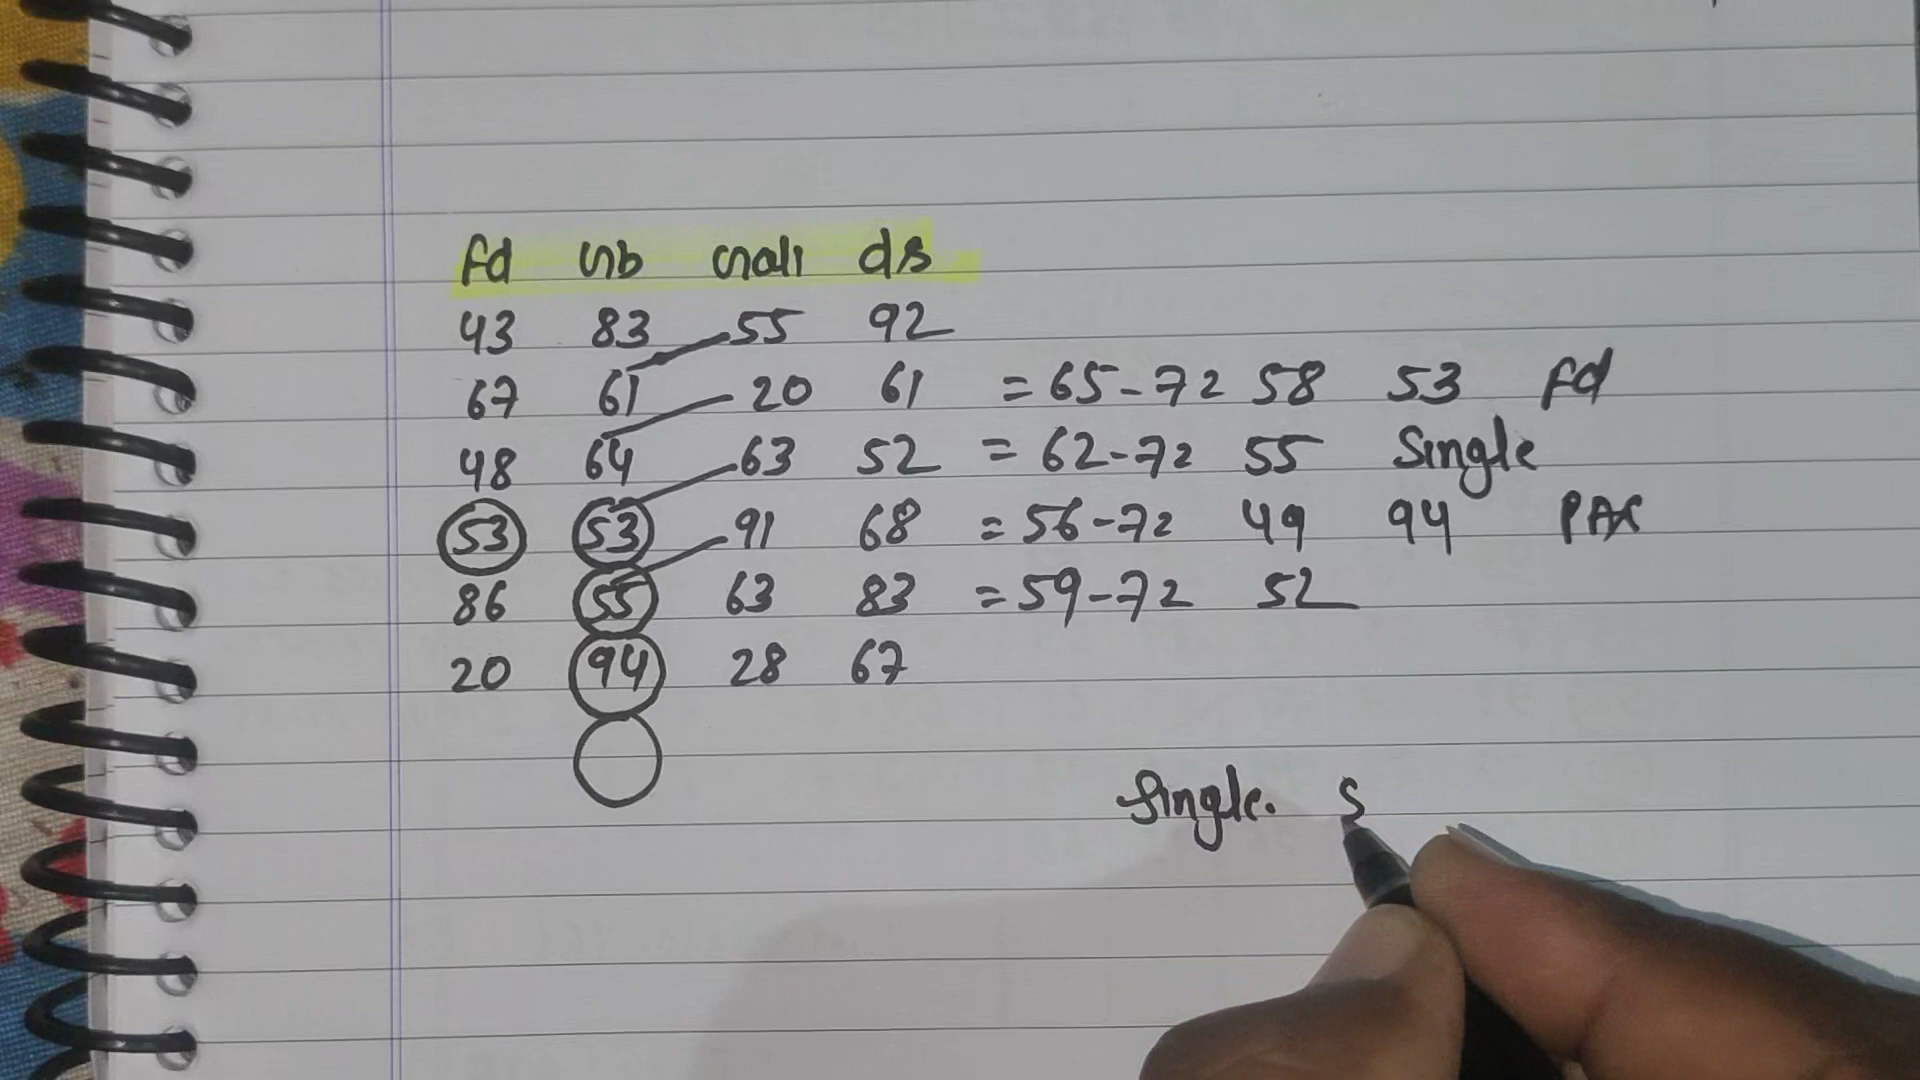 fd gb gali ds
43 83 55 92
67 61 20 61 = 65-72 58 53 fd
48 64 63 52 = 62-72 55 Single
53 53 91 68 = 56-72 49 94 PAS
86 55 63 83 = 59-72 52
20 94 28 67
Single. S